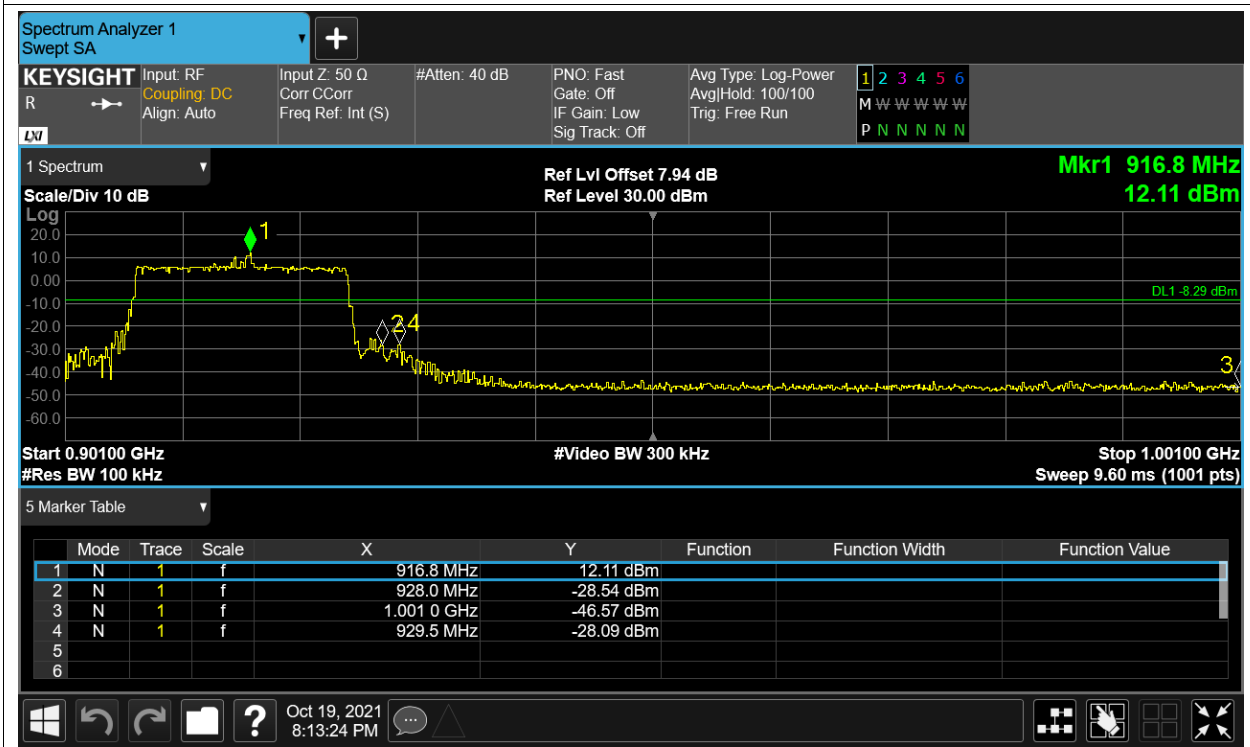 Spectrum Analyzer 1
Swept SA
KEYSIGHT
R
LXI
Input: RF
Coupling: DC
Align: Auto
Input Z: 50 Ω
Corr CCorr
Freq Ref: Int (S)
#Atten: 40 dB
PNO: Fast
Gate: Off
IF Gain: Low
Sig Track: Off
Avg Type: Log-Power
Avg|Hold: 100/100
Trig: Free Run
1 2 3 4 5 6
M W W W W W
P N N N N N
1 Spectrum
Scale/Div 10 dB
Ref Lvl Offset 7.94 dB
Ref Level 30.00 dBm
Mkr1 916.8 MHz
12.11 dBm
Log
20.0
10.0
0.00
-10.0
-20.0
-30.0
-40.0
-50.0
-60.0
1
DL1 -8.29 dBm
24
3
Start 0.90100 GHz
#Res BW 100 kHz
#Video BW 300 kHz
Stop 1.00100 GHz
Sweep 9.60 ms (1001 pts)
5 Marker Table
Mode Trace Scale X Y Function Function Width Function Value
1 N 1 f 916.8 MHz 12.11 dBm
2 N 1 f 928.0 MHz -28.54 dBm
3 N 1 f 1.001 0 GHz -46.57 dBm
4 N 1 f 929.5 MHz -28.09 dBm
5
6
?
Oct 19, 2021
8:13:24 PM